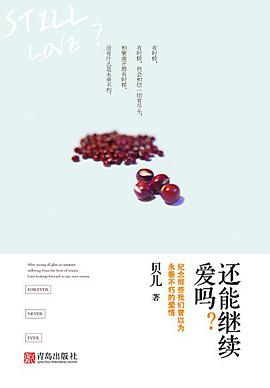 STILL
LOVE?
有时候,
有时候,我会相信一切有尽头,
相聚离开都有时候,
没有什么是永垂不朽。
还能继续
爱吗?
纪念那些我们曾以为
永垂不朽的爱情
贝儿 著
FOREVER
NEVER
EVER
青岛出版社